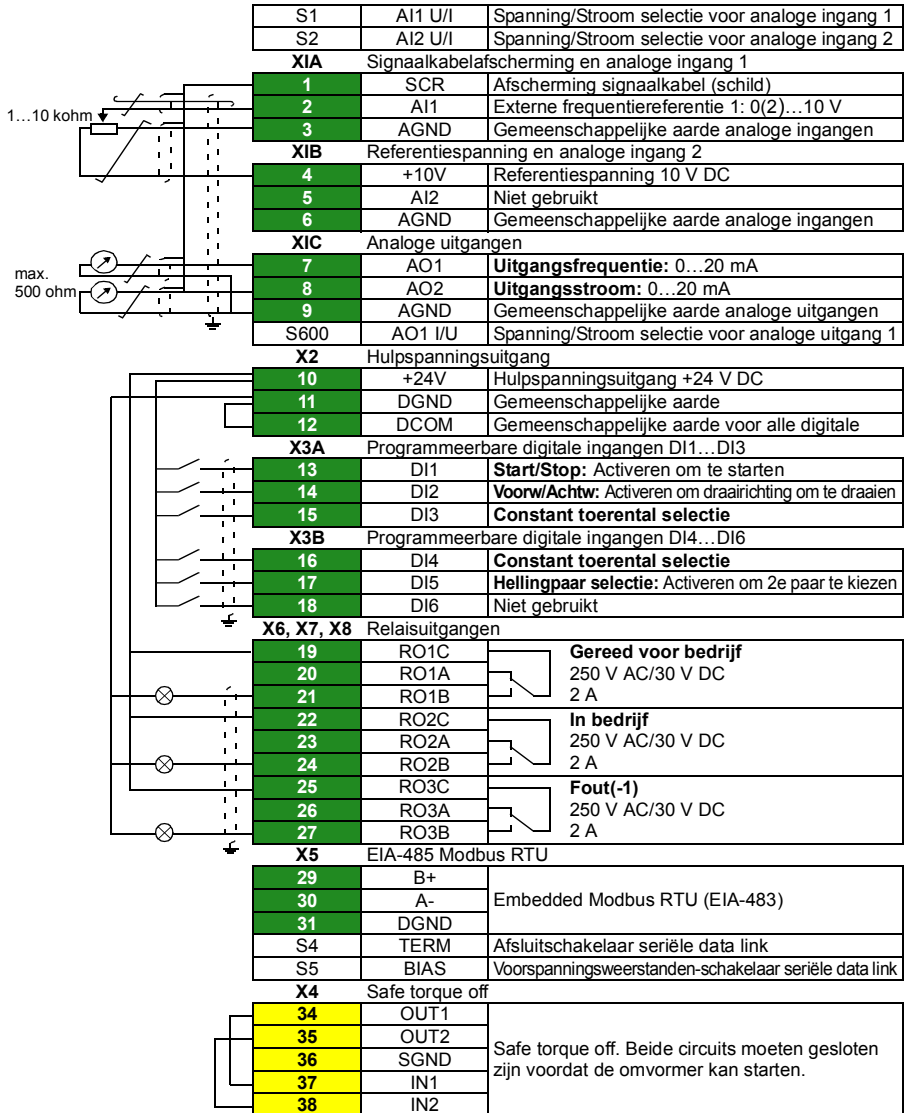 S1 AI1 U/I Spanning/Stroom selectie voor analoge ingang 1
S2 AI2 U/I Spanning/Stroom selectie voor analoge ingang 2
XIA Signaalkabelafscherming en analoge ingang 1
1 SCR Afscherming signaalkabel (schild)
1…10 kohm 2 AI1 Externe frequentiereferentie 1: 0(2)…10 V
3 AGND Gemeenschappelijke aarde analoge ingangen
XIB Referentiespanning en analoge ingang 2
4 +10V Referentiespanning 10 V DC
5 AI2 Niet gebruikt
6 AGND Gemeenschappelijke aarde analoge ingangen
XIC Analoge uitgangen
7 AO1 Uitgangsfrequentie: 0…20 mA
max.
500 ohm 8 AO2 Uitgangsstroom: 0…20 mA
9 AGND Gemeenschappelijke aarde analoge uitgangen
S600 AO1 I/U Spanning/Stroom selectie voor analoge uitgang 1
X2 Hulpspanningsuitgang
10 +24V Hulpspanningsuitgang +24 V DC
11 DGND Gemeenschappelijke aarde
12 DCOM Gemeenschappelijke aarde voor alle digitale
X3A Programmeerbare digitale ingangen DI1…DI3
13 DI1 Start/Stop: Activeren om te starten
14 DI2 Voorw/Achtw: Activeren om draairichting om te draaien
15 DI3 Constant toerental selectie
X3B Programmeerbare digitale ingangen DI4…DI6
16 DI4 Constant toerental selectie
17 DI5 Hellingpaar selectie: Activeren om 2e paar te kiezen
18 DI6 Niet gebruikt
X6, X7, X8 Relaisuitgangen
19 RO1C Gereed voor bedrijf
20 RO1A 250 V AC/30 V DC
21 RO1B 2 A
22 RO2C In bedrijf
23 RO2A 250 V AC/30 V DC
24 RO2B 2 A
25 RO3C Fout(-1)
26 RO3A 250 V AC/30 V DC
27 RO3B 2 A
X5 EIA-485 Modbus RTU
29 B+
30 A- Embedded Modbus RTU (EIA-483)
31 DGND
S4 TERM Afsluitschakelaar seriële data link
S5 BIAS Voorspanningsweerstanden-schakelaar seriële data link
X4 Safe torque off
34 OUT1
35 OUT2
36 SGND
37 IN1
38 IN2
Safe torque off. Beide circuits moeten gesloten
zijn voordat de omvormer kan starten.